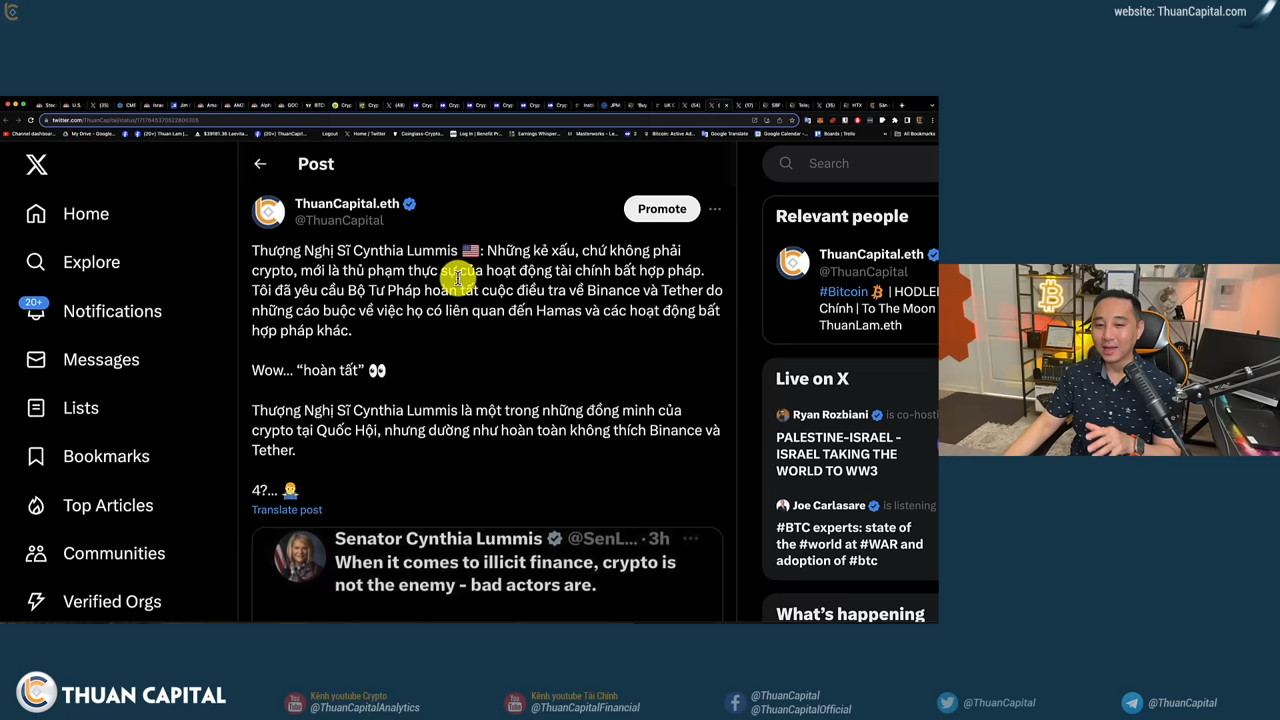 website: ThuanCapital.com
twitter.com/ThuanCapital/status/1717645370522800305
Post
ThuanCapital.eth
@ThuanCapital
Promote
Search
Home
Explore
20+
Notifications
Messages
Lists
Bookmarks
Top Articles
Communities
Verified Orgs
Thượng Nghị Sĩ Cynthia Lummis 🇺🇸: Những kẻ xấu, chứ không phải
crypto, mới là thủ phạm thực sự của hoạt động tài chính bất hợp pháp.
Tôi đã yêu cầu Bộ Tư Pháp hoàn tất cuộc điều tra về Binance và Tether do
những cáo buộc về việc họ có liên quan đến Hamas và các hoạt động bất
hợp pháp khác.
Wow... “hoàn tất” 👀
Thượng Nghị Sĩ Cynthia Lummis là một trong những đồng minh của
crypto tại Quốc Hội, nhưng dường như hoàn toàn không thích Binance và
Tether.
4?... 🤷‍♂️
Translate post
Senator Cynthia Lummis @SenL... · 3h
When it comes to illicit finance, crypto is
not the enemy - bad actors are.
Relevant people
ThuanCapital.eth
@ThuanCapital
#Bitcoin | HODLER
Chính | To The Moon
ThuanLam.eth
Live on X
Ryan Rozbiani is co-hosti
PALESTINE-ISRAEL -
ISRAEL TAKING THE
WORLD TO WW3
Joe Carlasare is listening
#BTC experts: state of
the #world at #WAR and
adoption of #btc
What’s happening
THUAN CAPITAL
Kênh youtube Crypto
@ThuanCapitalAnalytics
Kênh youtube Tài Chính
@ThuanCapitalFinancial
@ThuanCapital
@ThuanCapitalOfficial
@ThuanCapital
@ThuanCapital